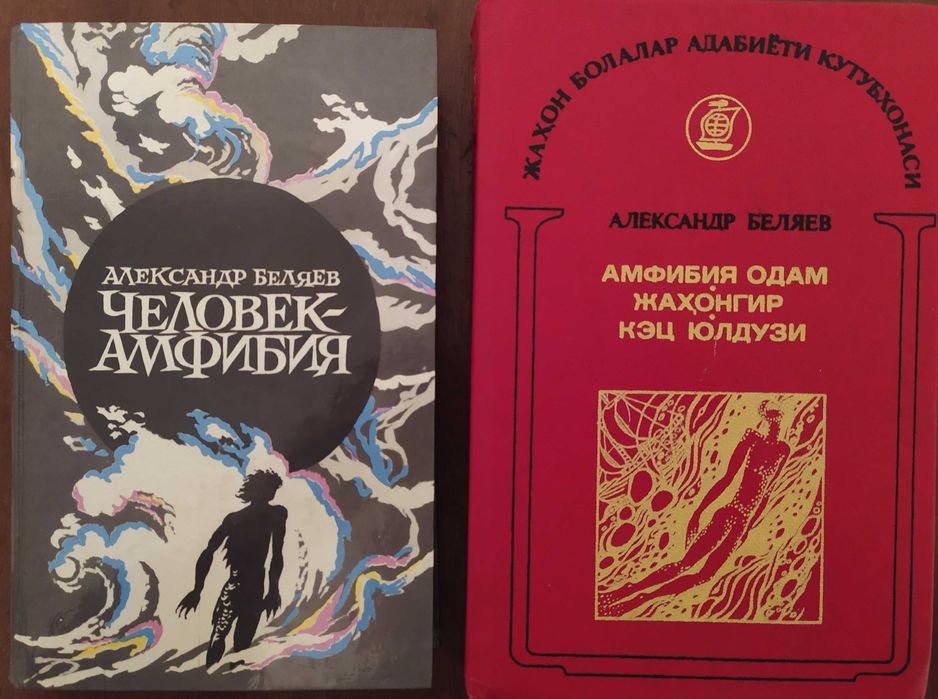 АЛЕКСАНДР БЕЛЯЕВ
ЧЕЛОВЕК-
АМФИБИЯ
ЖАҲОН БОЛАЛАР АДАБИЁТИ КУТУБХОНАСИ
АЛЕКСАНДР БЕЛЯЕВ
АМФИБИЯ ОДАМ
ЖАҲОНГИР
КЭЦ ЮЛДУЗИ